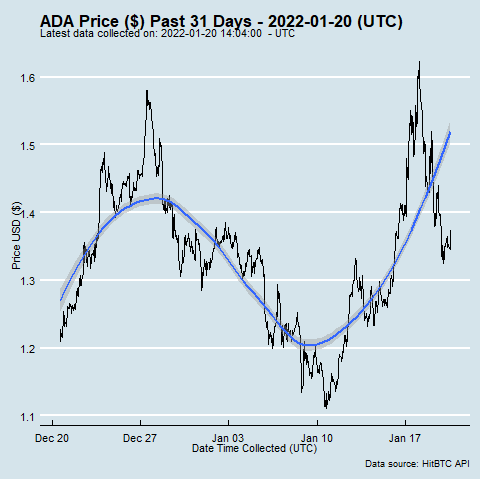 ADA Price ($) Past 31 Days - 2022-01-20 (UTC)
Latest data collected on: 2022-01-20 14:04:00 - UTC
1.6
1.5
1.4
1.3
1.2
1.1
Price USD ($)
Dec 20 Dec 27 Jan 03 Jan 10 Jan 17
Date Time Collected (UTC)
Data source: HitBTC API